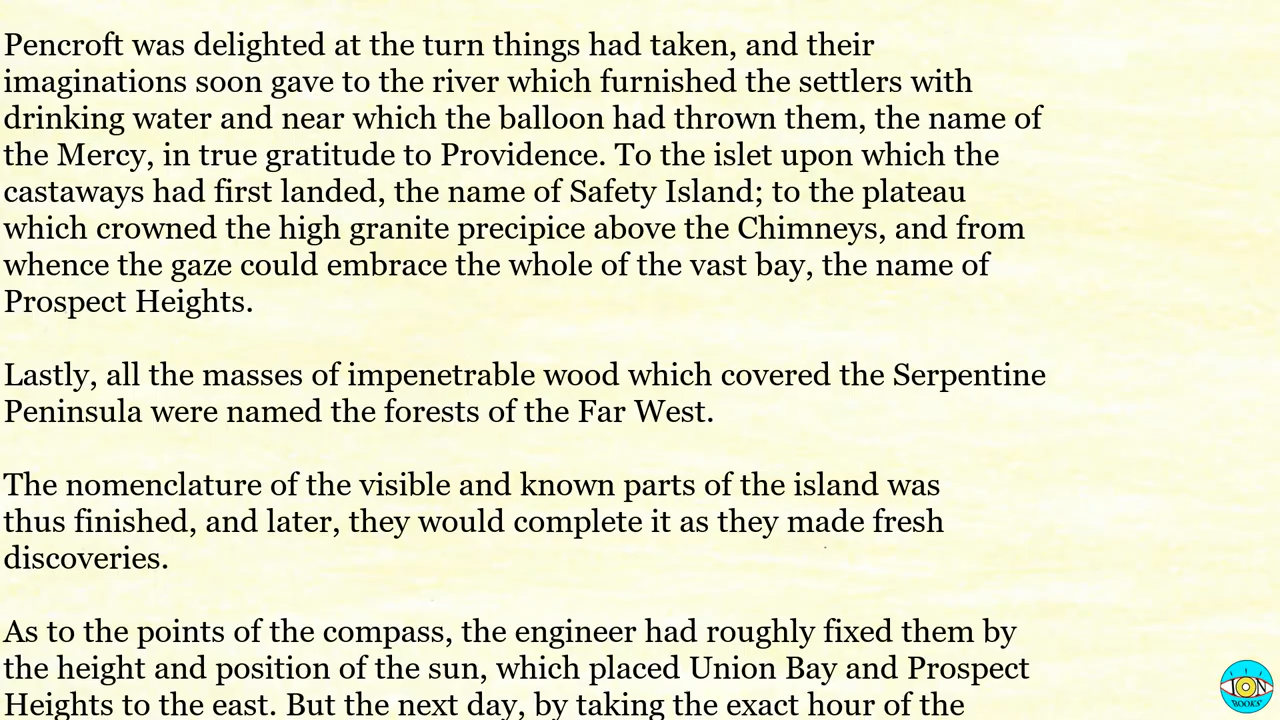 Pencroft was delighted at the turn things had taken, and their
imaginations soon gave to the river which furnished the settlers with
drinking water and near which the balloon had thrown them, the name of
the Mercy, in true gratitude to Providence. To the islet upon which the
castaways had first landed, the name of Safety Island; to the plateau
which crowned the high granite precipice above the Chimneys, and from
whence the gaze could embrace the whole of the vast bay, the name of
Prospect Heights.
Lastly, all the masses of impenetrable wood which covered the Serpentine
Peninsula were named the forests of the Far West.
The nomenclature of the visible and known parts of the island was
thus finished, and later, they would complete it as they made fresh
discoveries.
As to the points of the compass, the engineer had roughly fixed them by
the height and position of the sun, which placed Union Bay and Prospect
Heights to the east. But the next day, by taking the exact hour of the
ION
BOOKS